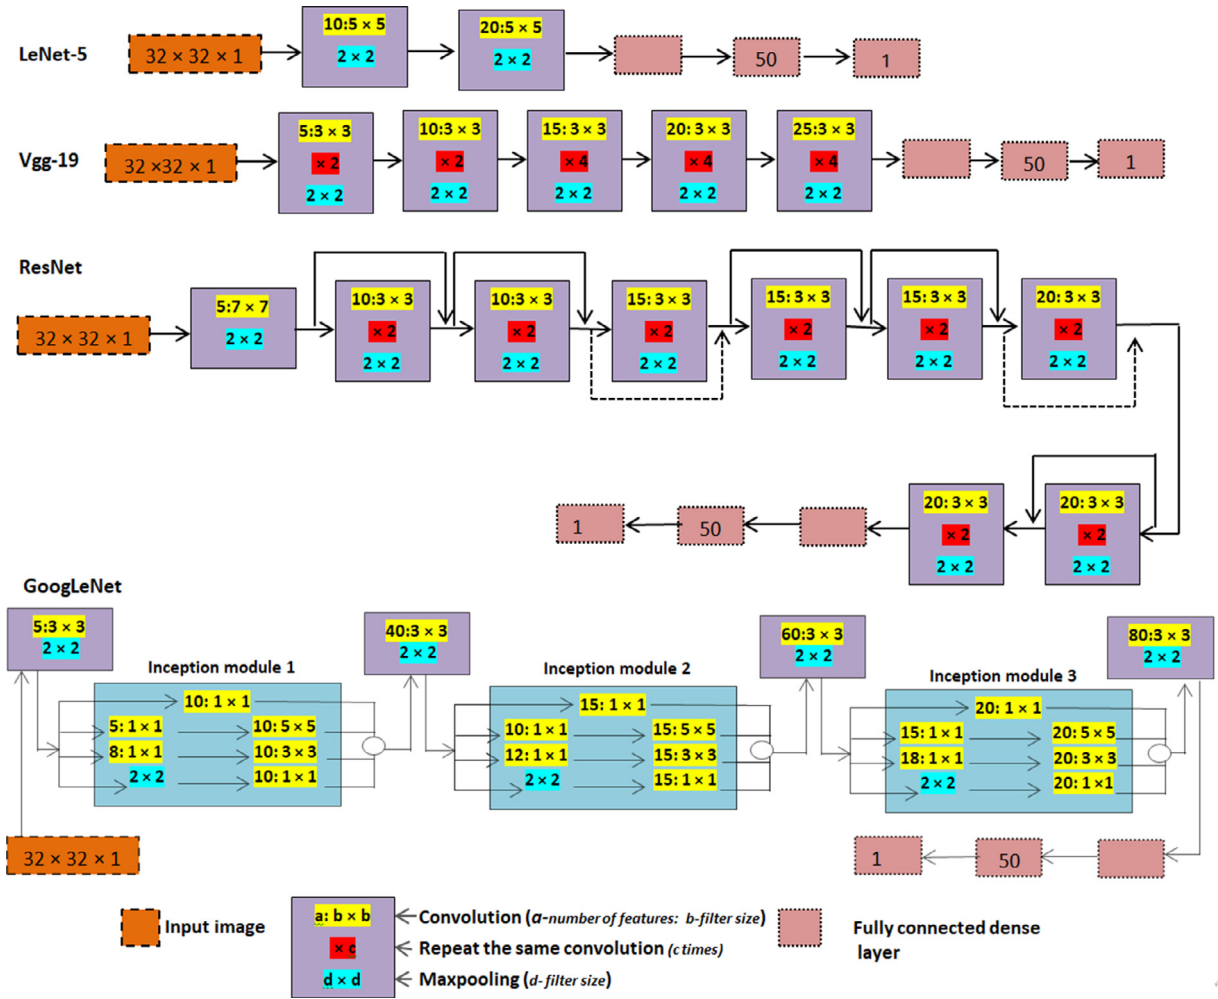 LeNet-5
32 × 32 × 1
10:5 × 5
2 × 2
20:5 × 5
2 × 2
50
1
Vgg-19
32 ×32 × 1
5:3 × 3
× 2
2 × 2
10:3 × 3
× 2
2 × 2
15: 3 × 3
× 4
2 × 2
20: 3 × 3
× 4
2 × 2
25:3 × 3
× 4
2 × 2
50
1
ResNet
32 × 32 × 1
5:7 × 7
2 × 2
10:3 × 3
× 2
2 × 2
10:3 × 3
× 2
2 × 2
15: 3 × 3
× 2
2 × 2
15: 3 × 3
× 2
2 × 2
15: 3 × 3
× 2
2 × 2
20: 3 × 3
× 2
2 × 2
20: 3 × 3
× 2
2 × 2
20: 3 × 3
× 2
2 × 2
50
1
GoogLeNet
5:3 × 3
2 × 2
Inception module 1
10: 1 × 1
5: 1 × 1
10: 5 × 5
8: 1 × 1
10: 3 × 3
2 × 2
10: 1 × 1
40:3 × 3
2 × 2
Inception module 2
15: 1 × 1
10: 1 × 1
15: 5 × 5
12: 1 × 1
15: 3 × 3
2 × 2
15: 1 × 1
60:3 × 3
2 × 2
Inception module 3
20: 1 × 1
15: 1 × 1
20: 5 × 5
18: 1 × 1
20: 3 × 3
2 × 2
20: 1 ×1
80:3 × 3
2 × 2
32 × 32 × 1
1
50
Input image
a: b × b
× c
d × d
Convolution (a-number of features: b-filter size)
Repeat the same convolution (c times)
Maxpooling (d- filter size)
Fully connected dense
layer